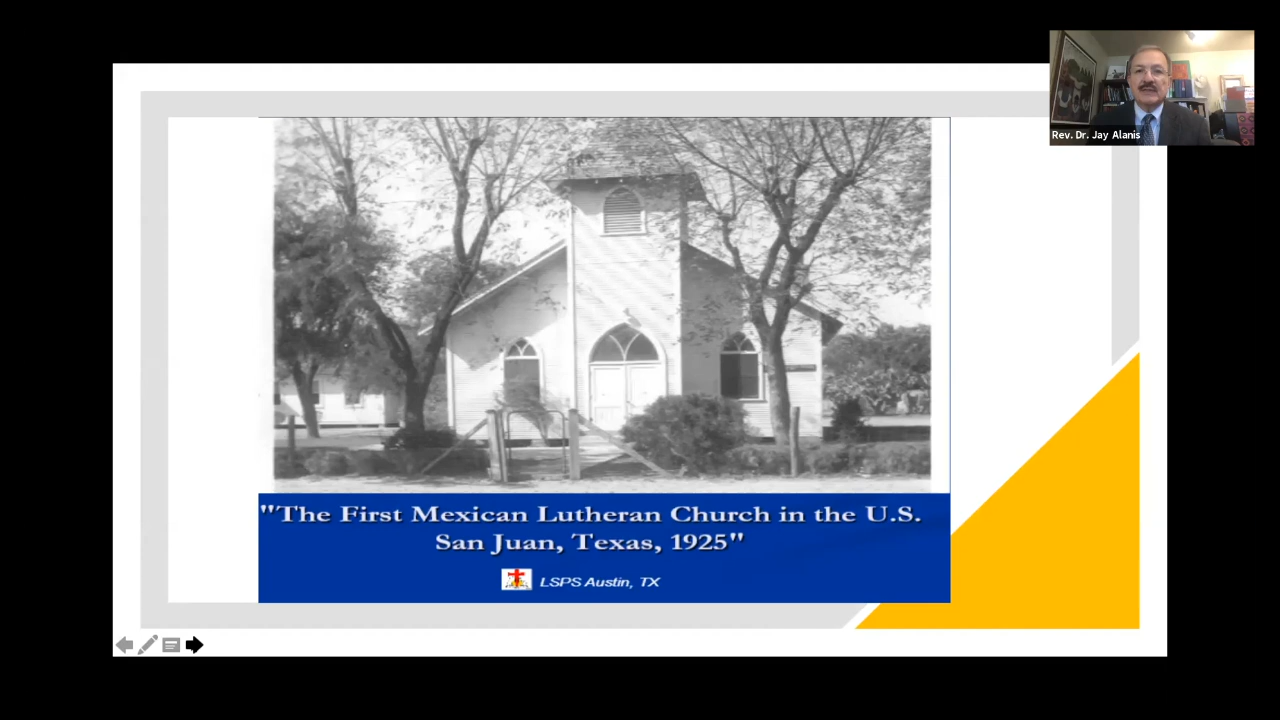 Rev. Dr. Jay Alanis
"The First Mexican Lutheran Church in the U.S.
San Juan, Texas, 1925"
LSPS Austin, TX